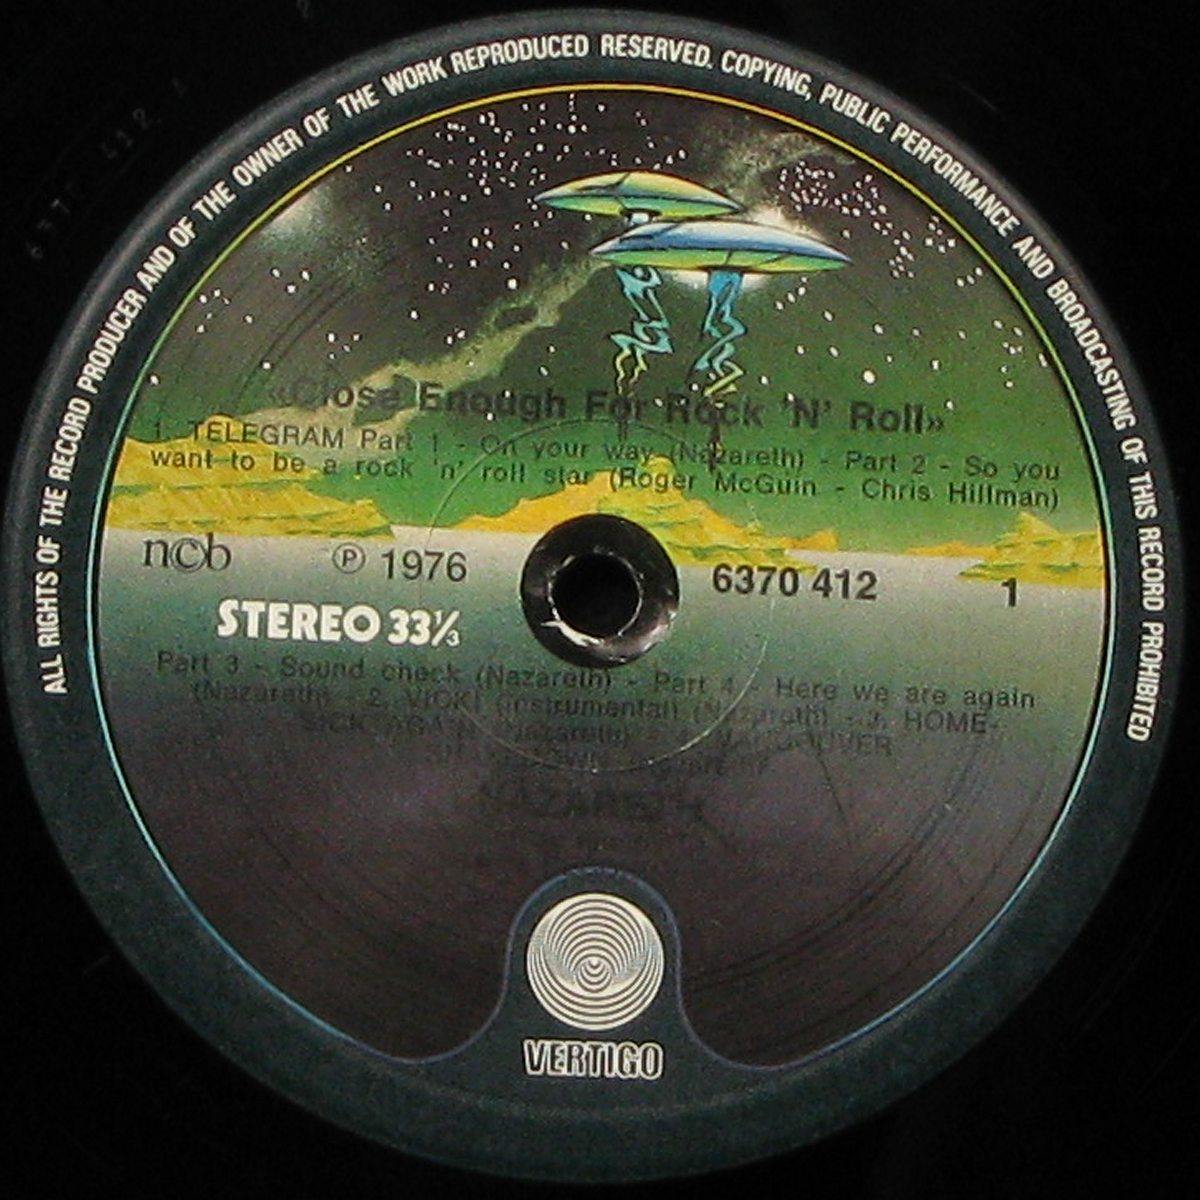 ALL RIGHTS OF THE RECORD PRODUCER AND OF THE OWNER OF THE WORK REPRODUCED RESERVED. COPYING, PUBLIC PERFORMANCE AND BROADCASTING OF THIS RECORD PROHIBITED
«Close Enough For Rock 'N' Roll»
1. TELEGRAM Part 1 - On your way (Nazareth) - Part 2 - So you
want to be a rock 'n' roll star (Roger McGuin - Chris Hillman)
n©b ℗ 1976 6370 412 1
STEREO 33⅓
Part 3 - Sound check (Nazareth) - Part 4 - Here we are again
(Nazareth) - 2. VICKI (instrumental) (Nazareth) - 3. HOME-
SICK AGAIN (Nazareth) - 4. VANCOUVER
NAZARETH
VERTIGO